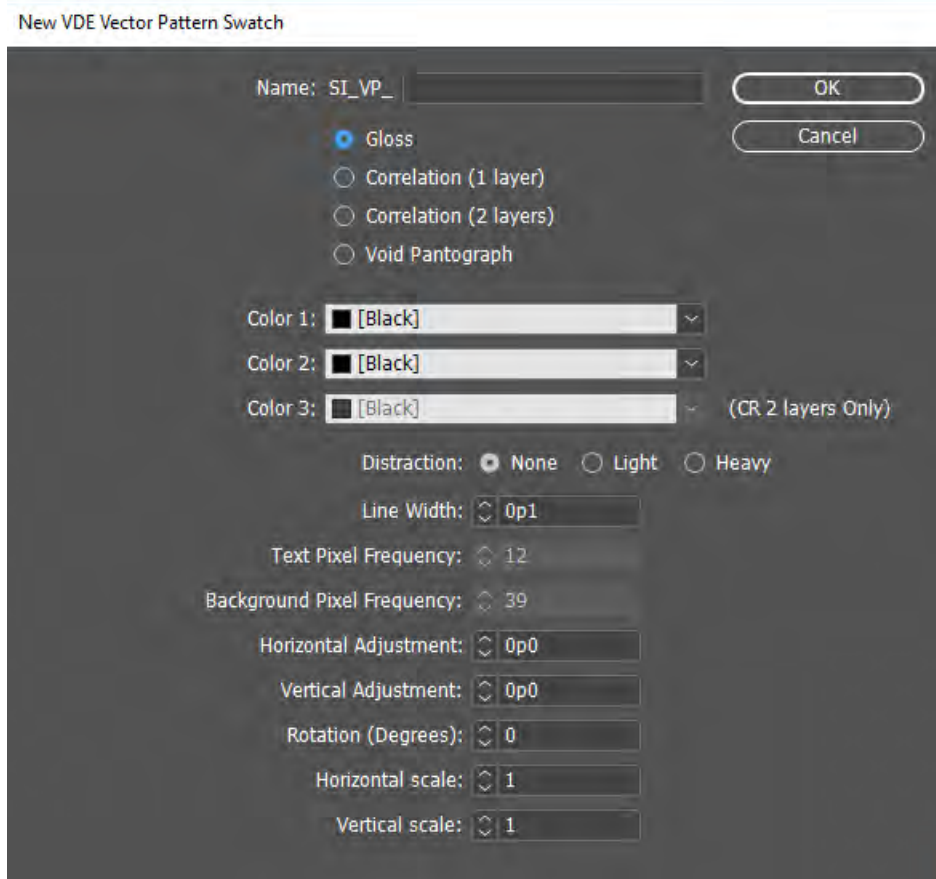 New VDE Vector Pattern Swatch
Name: SI_VP_ OK
Gloss Cancel
Correlation (1 layer)
Correlation (2 layers)
Void Pantograph
Color 1: [Black]
Color 2: [Black]
Color 3: [Black] (CR 2 layers Only)
Distraction: None Light Heavy
Line Width: 0p1
Text Pixel Frequency: 12
Background Pixel Frequency: 39
Horizontal Adjustment: 0p0
Vertical Adjustment: 0p0
Rotation (Degrees): 0
Horizontal scale: 1
Vertical scale: 1